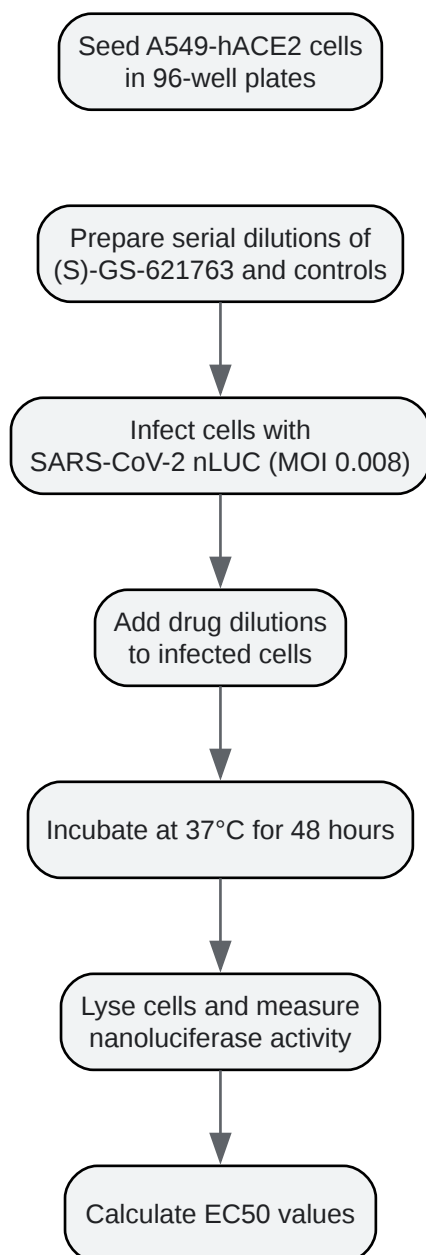 Seed A549-hACE2 cells
in 96-well plates
Prepare serial dilutions of
(S)-GS-621763 and controls
Infect cells with
SARS-CoV-2 nLUC (MOI 0.008)
Add drug dilutions
to infected cells
Incubate at 37°C for 48 hours
Lyse cells and measure
nanoluciferase activity
Calculate EC50 values